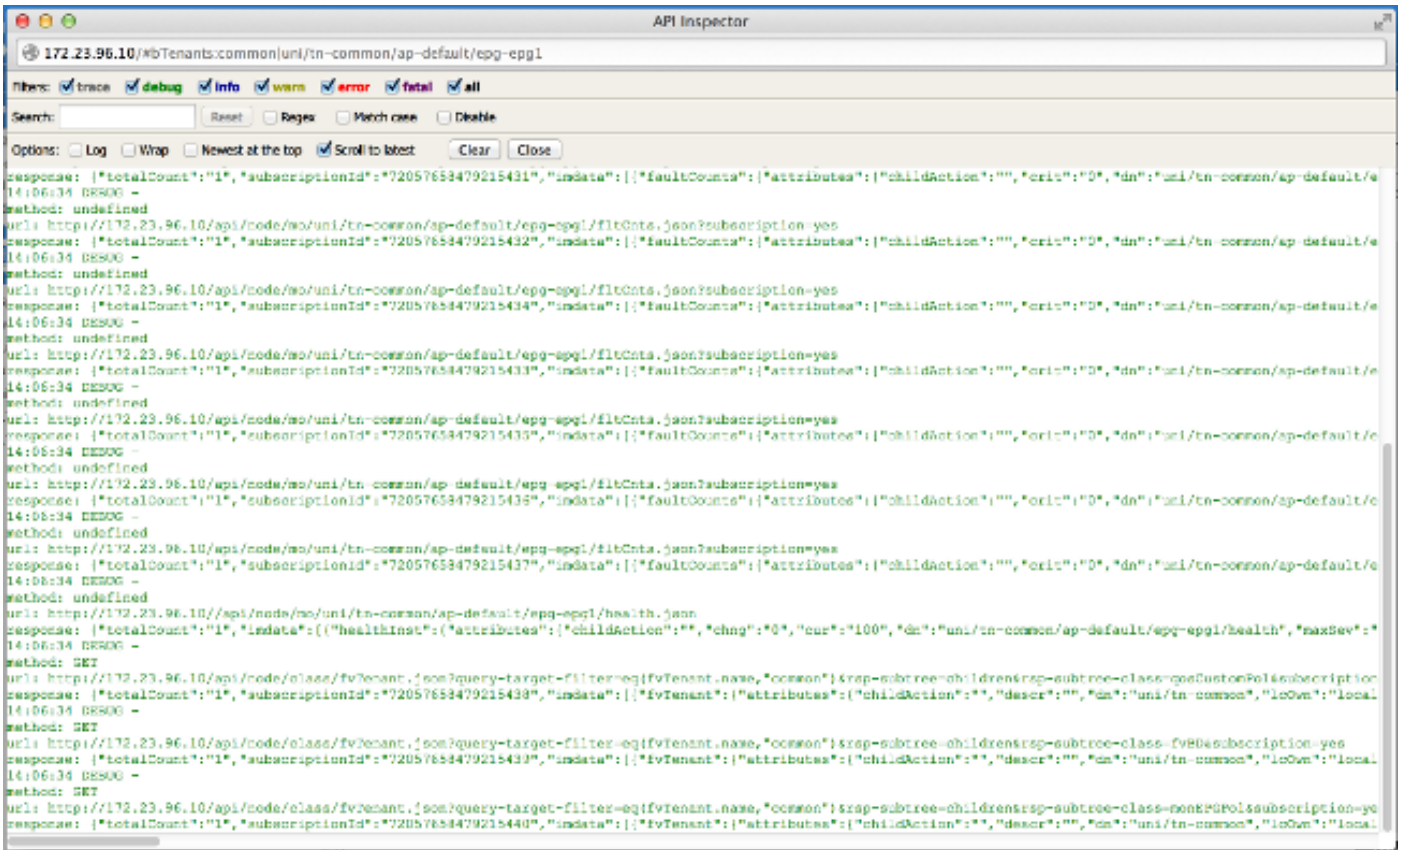 API Inspector
172.23.96.10/#bTenants:common|uni/tn-common/ap-default/epg-epg1
Filters: trace debug info warn error fatal all
Search: Reset Regex Match case Disable
Options: Log Wrap Newest at the top Scroll to latest Clear Close
response: {"totalCount":"1","subscriptionId":"72057658479215431","imdata":[{"faultCounts":{"attributes":{"childAction":"","crit":"0","dn":"uni/tn-common/ap-default/e
14:06:34 DEBUG -
method: undefined
url: http://172.23.96.10/api/node/mo/uni/tn-common/ap-default/epg-epg1/fltCnts.json?subscription=yes
response: {"totalCount":"1","subscriptionId":"72057658479215432","imdata":[{"faultCounts":{"attributes":{"childAction":"","crit":"0","dn":"uni/tn-common/ap-default/e
14:06:34 DEBUG -
method: undefined
url: http://172.23.96.10/api/node/mo/uni/tn-common/ap-default/epg-epg1/fltCnts.json?subscription=yes
response: {"totalCount":"1","subscriptionId":"72057658479215434","imdata":[{"faultCounts":{"attributes":{"childAction":"","crit":"0","dn":"uni/tn-common/ap-default/e
14:06:34 DEBUG -
method: undefined
url: http://172.23.96.10/api/node/mo/uni/tn-common/ap-default/epg-epg1/fltCnts.json?subscription=yes
response: {"totalCount":"1","subscriptionId":"72057658479215433","imdata":[{"faultCounts":{"attributes":{"childAction":"","crit":"0","dn":"uni/tn-common/ap-default/e
14:06:34 DEBUG -
method: undefined
url: http://172.23.96.10/api/node/mo/uni/tn-common/ap-default/epg-epg1/fltCnts.json?subscription=yes
response: {"totalCount":"1","subscriptionId":"72057658479215435","imdata":[{"faultCounts":{"attributes":{"childAction":"","crit":"0","dn":"uni/tn-common/ap-default/e
14:06:34 DEBUG -
method: undefined
url: http://172.23.96.10/api/node/mo/uni/tn-common/ap-default/epg-epg1/fltCnts.json?subscription=yes
response: {"totalCount":"1","subscriptionId":"72057658479215436","imdata":[{"faultCounts":{"attributes":{"childAction":"","crit":"0","dn":"uni/tn-common/ap-default/e
14:06:34 DEBUG -
method: undefined
url: http://172.23.96.10/api/node/mo/uni/tn-common/ap-default/epg-epg1/fltCnts.json?subscription=yes
response: {"totalCount":"1","subscriptionId":"72057658479215437","imdata":[{"faultCounts":{"attributes":{"childAction":"","crit":"0","dn":"uni/tn-common/ap-default/e
14:06:34 DEBUG -
method: undefined
url: http://172.23.96.10//api/node/mo/uni/tn-common/ap-default/epg-epg1/health.json
response: {"totalCount":"1","imdata":[{"healthInst":{"attributes":{"childAction":"","chng":"0","cur":"100","dn":"uni/tn-common/ap-default/epg-epg1/health","maxSev":"
14:06:34 DEBUG -
method: GET
url: http://172.23.96.10/api/node/class/fvTenant.json?query-target-filter=eq(fvTenant.name,"common")&rsp-subtree=children&rsp-subtree-class=qosCustomPol&subscription
response: {"totalCount":"1","subscriptionId":"72057658479215438","imdata":[{"fvTenant":{"attributes":{"childAction":"","descr":"","dn":"uni/tn-common","lcOwn":"local
14:06:34 DEBUG -
method: GET
url: http://172.23.96.10/api/node/class/fvTenant.json?query-target-filter=eq(fvTenant.name,"common")&rsp-subtree=children&rsp-subtree-class=fvBD&subscription=yes
response: {"totalCount":"1","subscriptionId":"72057658479215439","imdata":[{"fvTenant":{"attributes":{"childAction":"","descr":"","dn":"uni/tn-common","lcOwn":"local
14:06:34 DEBUG -
method: GET
url: http://172.23.96.10/api/node/class/fvTenant.json?query-target-filter=eq(fvTenant.name,"common")&rsp-subtree=children&rsp-subtree-class=monEPGPol&subscription=ye
response: {"totalCount":"1","subscriptionId":"72057658479215440","imdata":[{"fvTenant":{"attributes":{"childAction":"","descr":"","dn":"uni/tn-common","lcOwn":"local